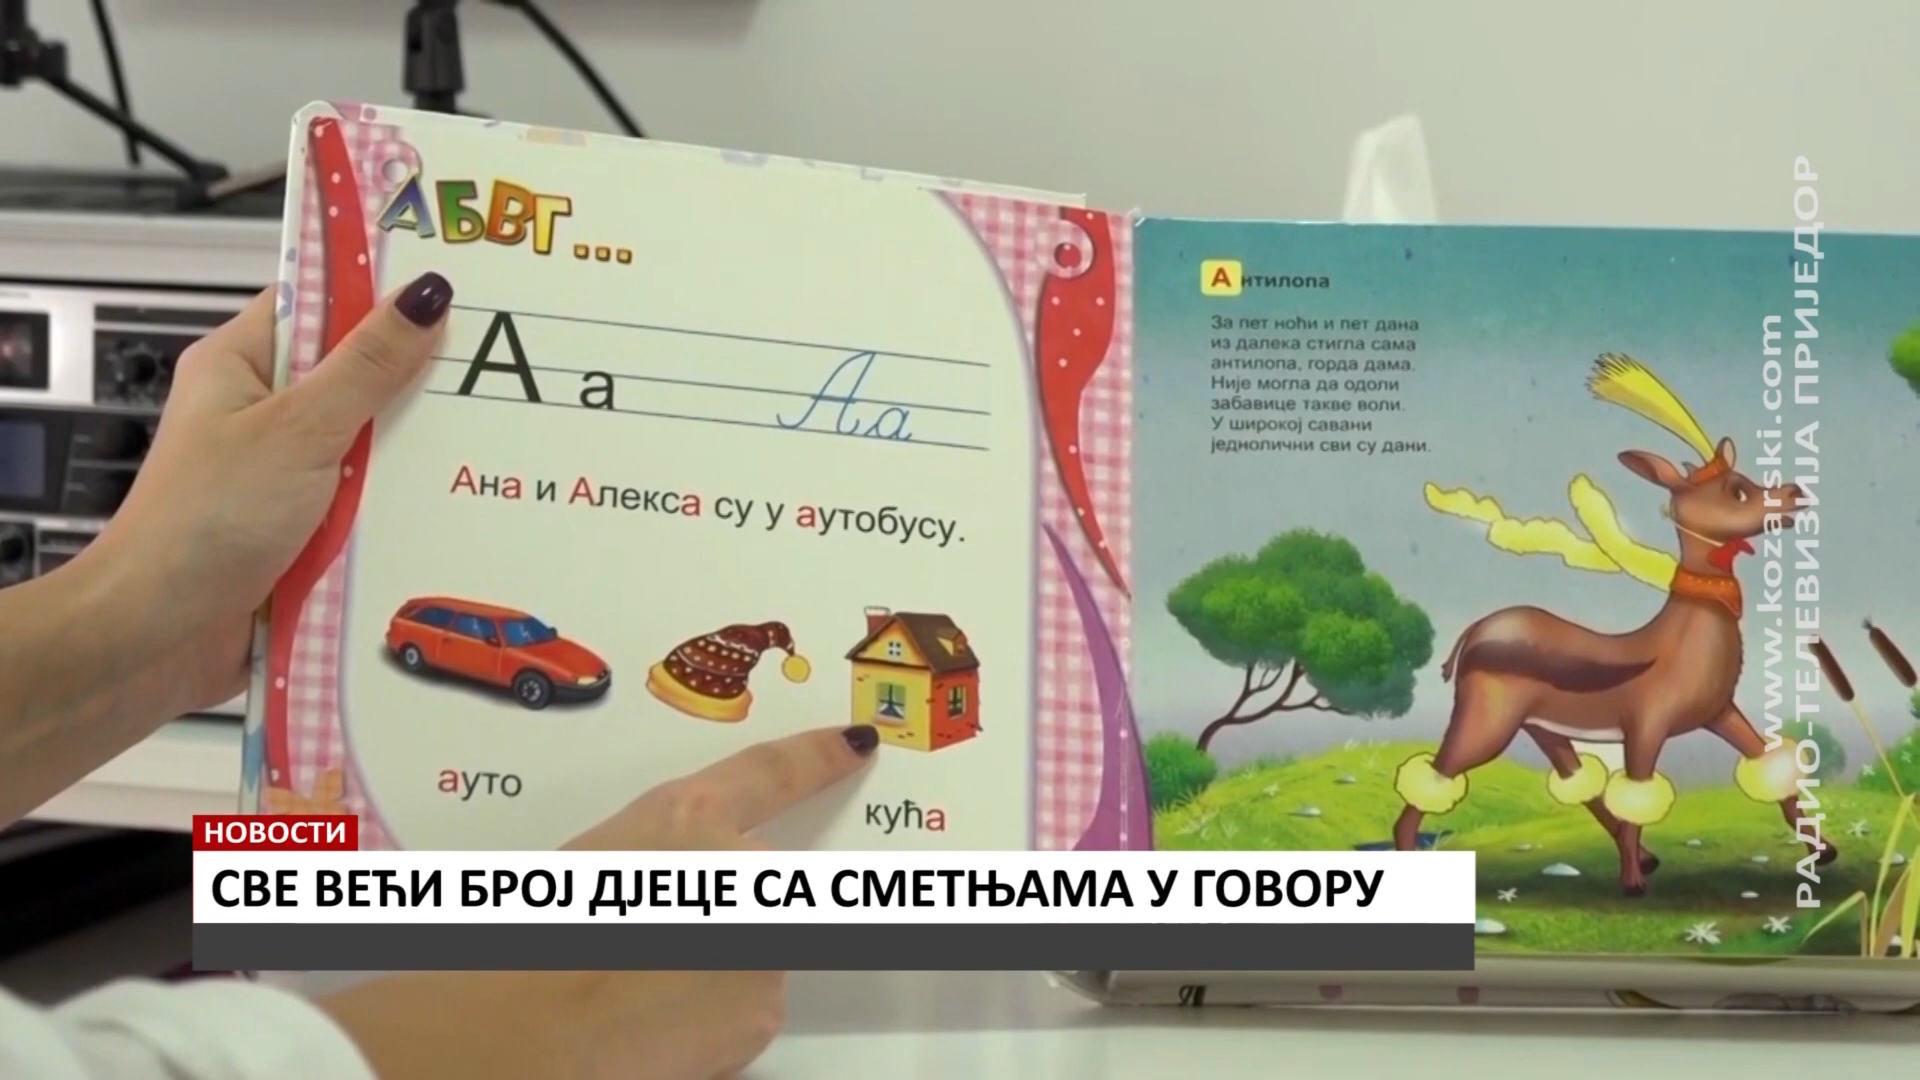 АБВГ...
А а Аа
Ана и Алекса су у аутобусу.
ауто
кућа
Антилопа
За пет ноћи и пет дана
из далека стигла сама
антилопа, горда дама.
Није могла да одоли
забавице такве воли.
У широкој савани
једнолични сви су дани.
www.kozarski.com
РАДИО-ТЕЛЕВИЗИЈА ПРИЈЕДОР
НОВОСТИ
СВЕ ВЕЋИ БРОЈ ДЈЕЦЕ СА СМЕТЊАМА У ГОВОРУ